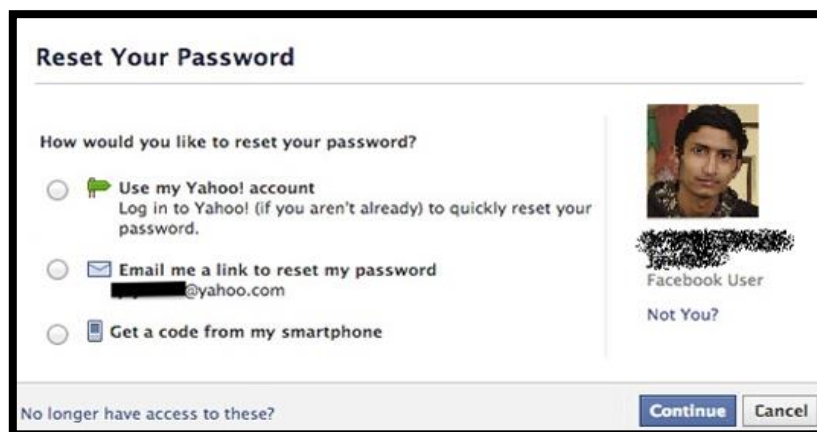 Reset Your Password
How would you like to reset your password?
Use my Yahoo! account
Log in to Yahoo! (if you aren't already) to quickly reset your
password.
Email me a link to reset my password
@yahoo.com
Get a code from my smartphone
Facebook User
Not You?
No longer have access to these?
Continue
Cancel